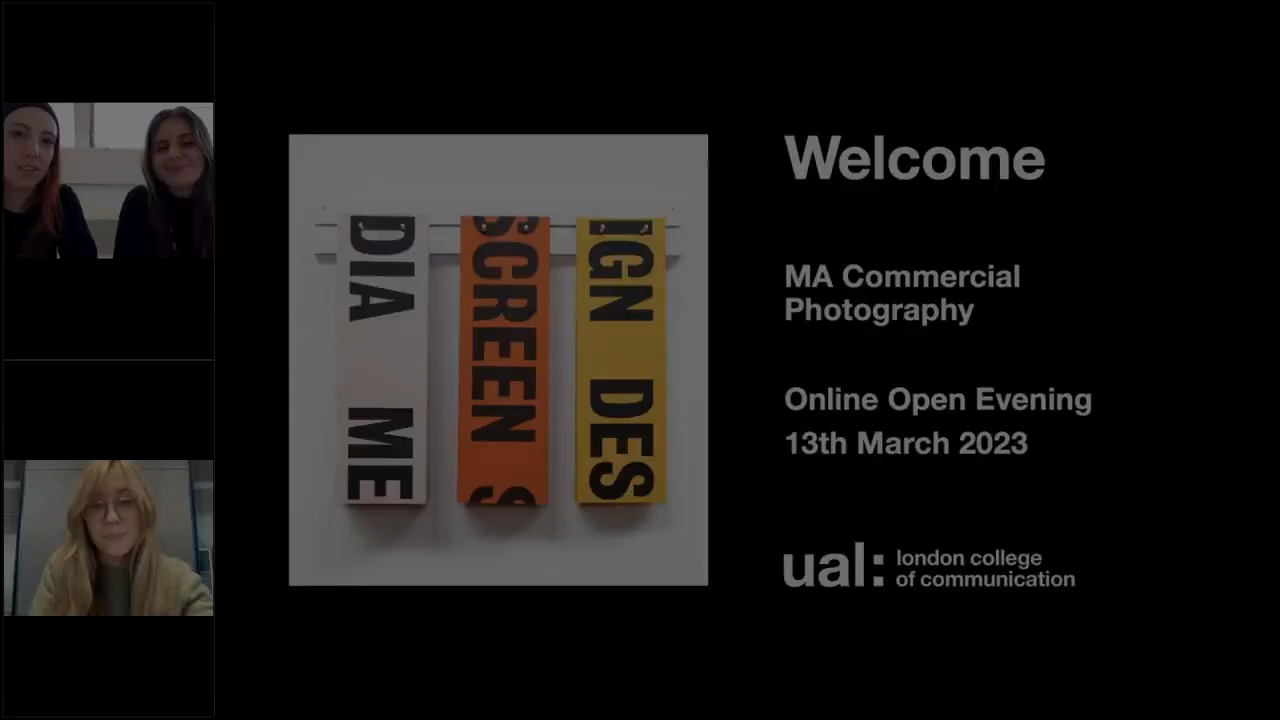 DIA ME
SCREEN S
IGN DES
Welcome
MA Commercial
Photography
Online Open Evening
13th March 2023
ual: london college
of communication